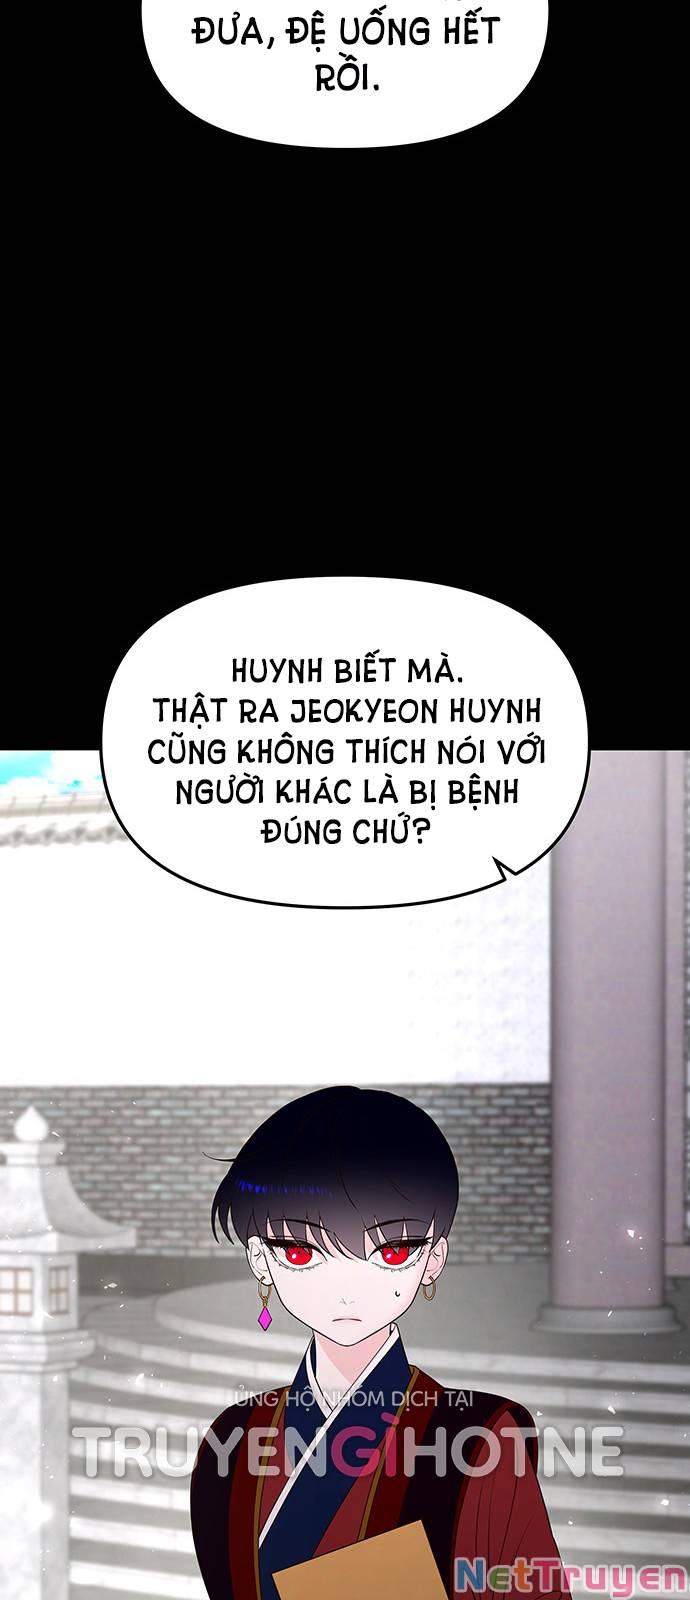 ĐƯA, ĐỆ UỐNG HẾT
RỒI.
HUYNH BIẾT MÀ.
THẬT RA JEOKYEON HUYNH
CŨNG KHÔNG THÍCH NÓI VỚI
NGƯỜI KHÁC LÀ BỊ BỆNH
ĐÚNG CHỨ?
ỦNG HỘ NHÓM DỊCH TẠI
TRUYENGIHOTNE
NetTruyen